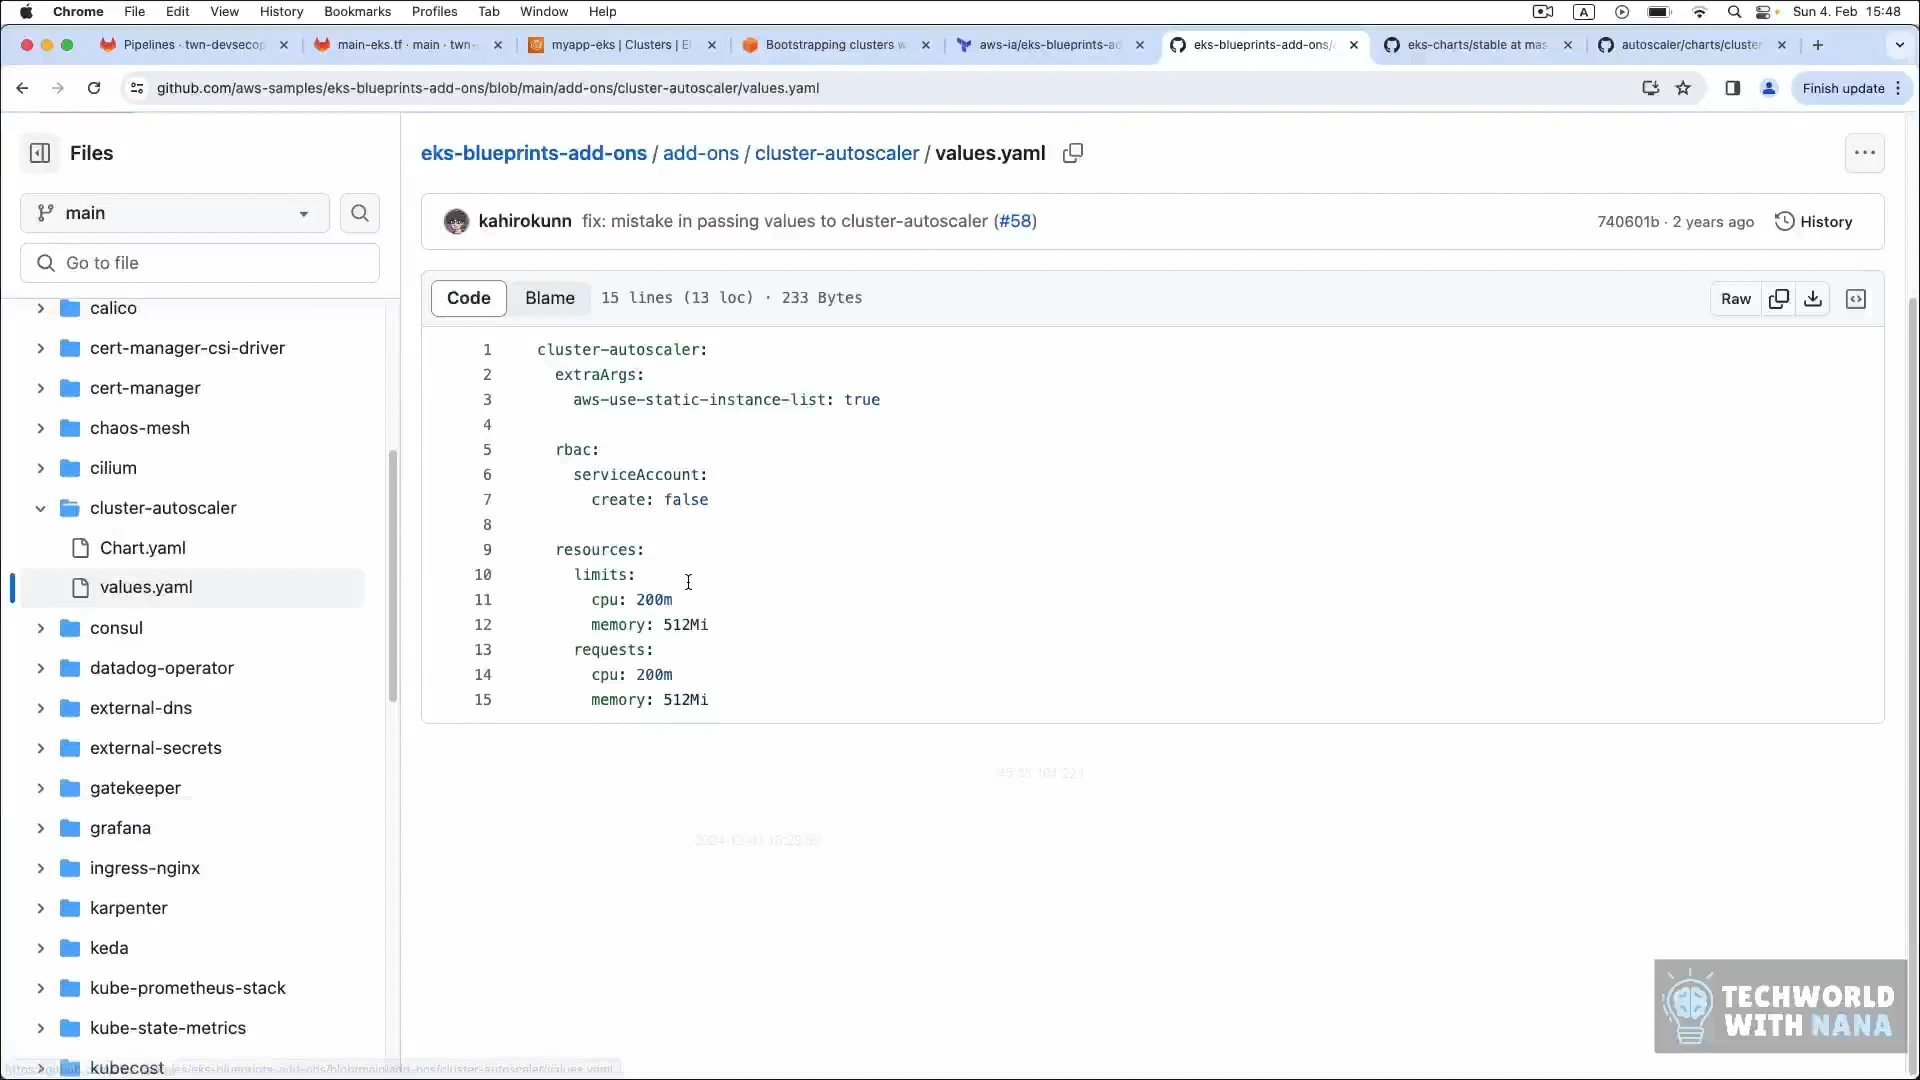 Chrome File Edit View History Bookmarks Profiles Tab Window Help A Sun 4. Feb 15:48
Pipelines · twn-devsecop main-eks.tf · main · twn- myapp-eks | Clusters | El Bootstrapping clusters w aws-ia/eks-blueprints-ad eks-blueprints-add-ons/ eks-charts/stable at mas autoscaler/charts/cluster
github.com/aws-samples/eks-blueprints-add-ons/blob/main/add-ons/cluster-autoscaler/values.yaml Finish update
Files
eks-blueprints-add-ons / add-ons / cluster-autoscaler / values.yaml
main
kahirokunn fix: mistake in passing values to cluster-autoscaler (#58) 740601b · 2 years ago History
Go to file
Code Blame 15 lines (13 loc) · 233 Bytes Raw
calico
cert-manager-csi-driver
cert-manager
chaos-mesh
cilium
cluster-autoscaler
Chart.yaml
values.yaml
consul
datadog-operator
external-dns
external-secrets
gatekeeper
grafana
ingress-nginx
karpenter
keda
kube-prometheus-stack
kube-state-metrics
kubecost
1 cluster-autoscaler:
2 extraArgs:
3 aws-use-static-instance-list: true
4
5 rbac:
6 serviceAccount:
7 create: false
8
9 resources:
10 limits:
11 cpu: 200m
12 memory: 512Mi
13 requests:
14 cpu: 200m
15 memory: 512Mi
TECHWORLD
WITH NANA